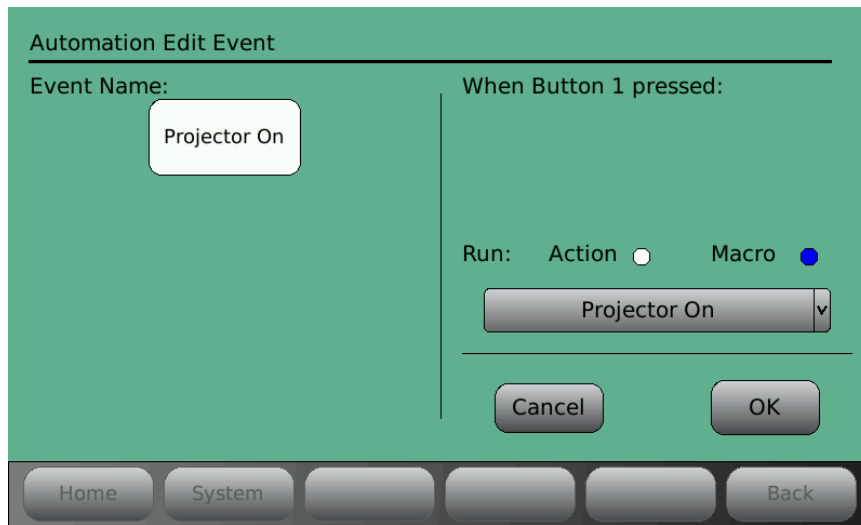 Automation Edit Event
Event Name:
Projector On
When Button 1 pressed:
Run: Action Macro
Projector On v
Cancel OK
Home System Back